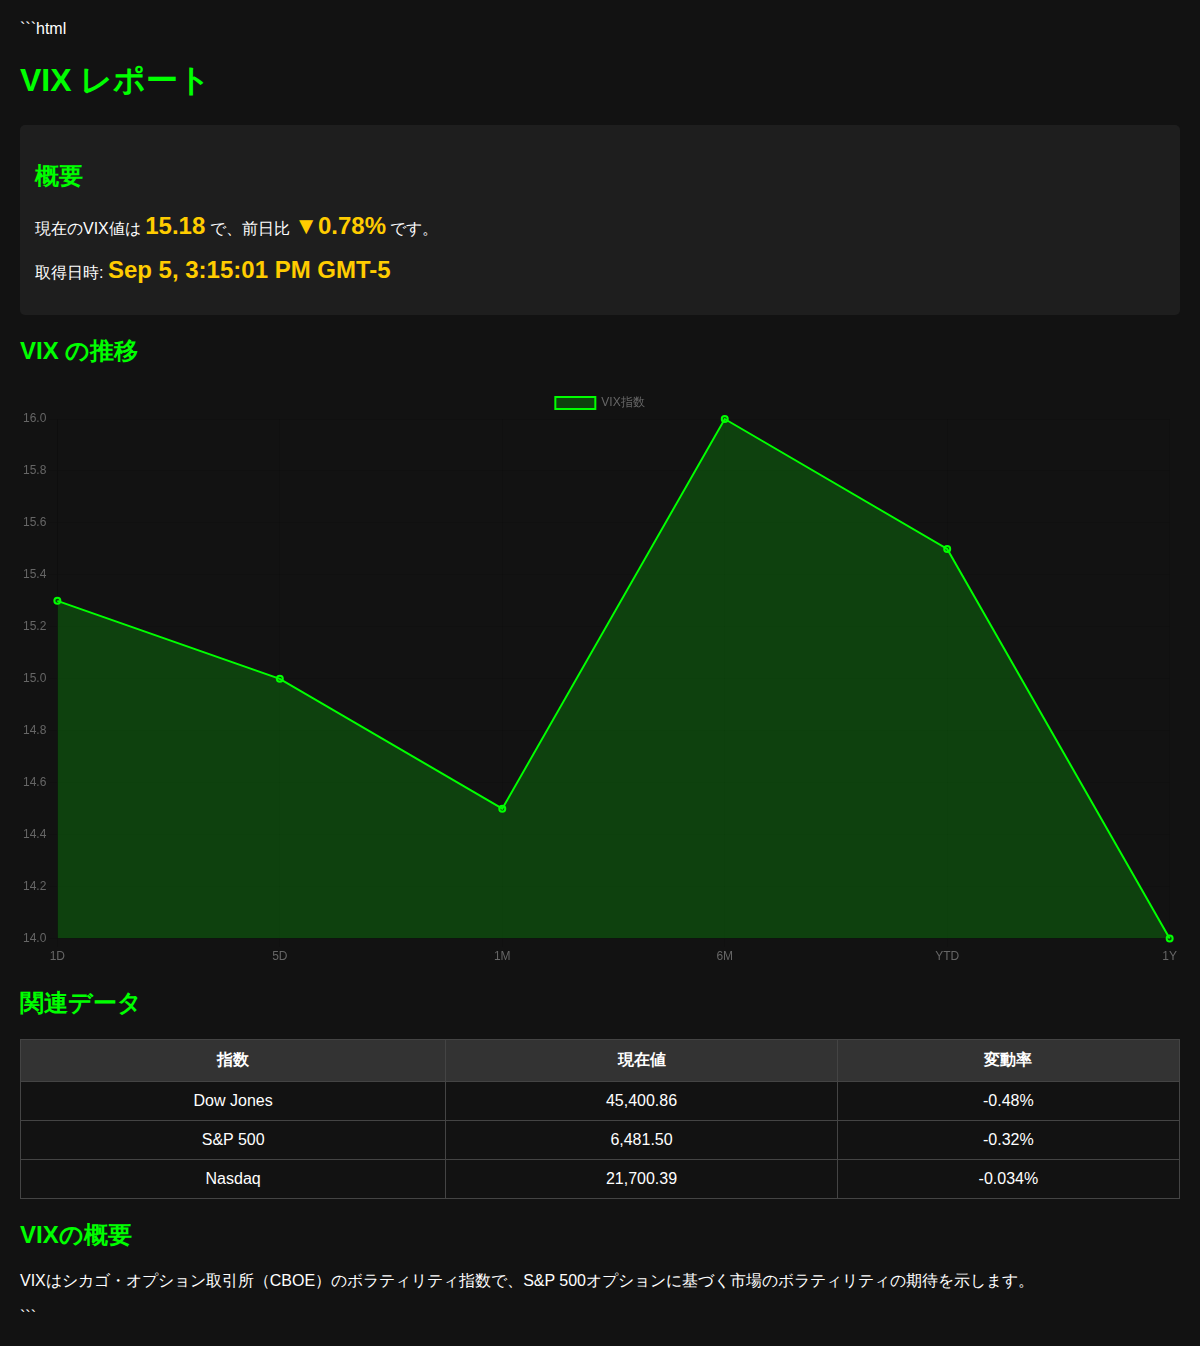 ```html
VIX レポート
概要
現在のVIX値は 15.18 で、前日比 ▼0.78% です。
取得日時: Sep 5, 3:15:01 PM GMT-5
VIX の推移
VIX指数
16.0
15.8
15.6
15.4
15.2
15.0
14.8
14.6
14.4
14.2
14.0
1D 5D 1M 6M YTD 1Y
関連データ
指数 現在値 変動率
Dow Jones 45,400.86 -0.48%
S&P 500 6,481.50 -0.32%
Nasdaq 21,700.39 -0.034%
VIXの概要
VIXはシカゴ・オプション取引所（CBOE）のボラティリティ指数で、S&P 500オプションに基づく市場のボラティリティの期待を示します。
```